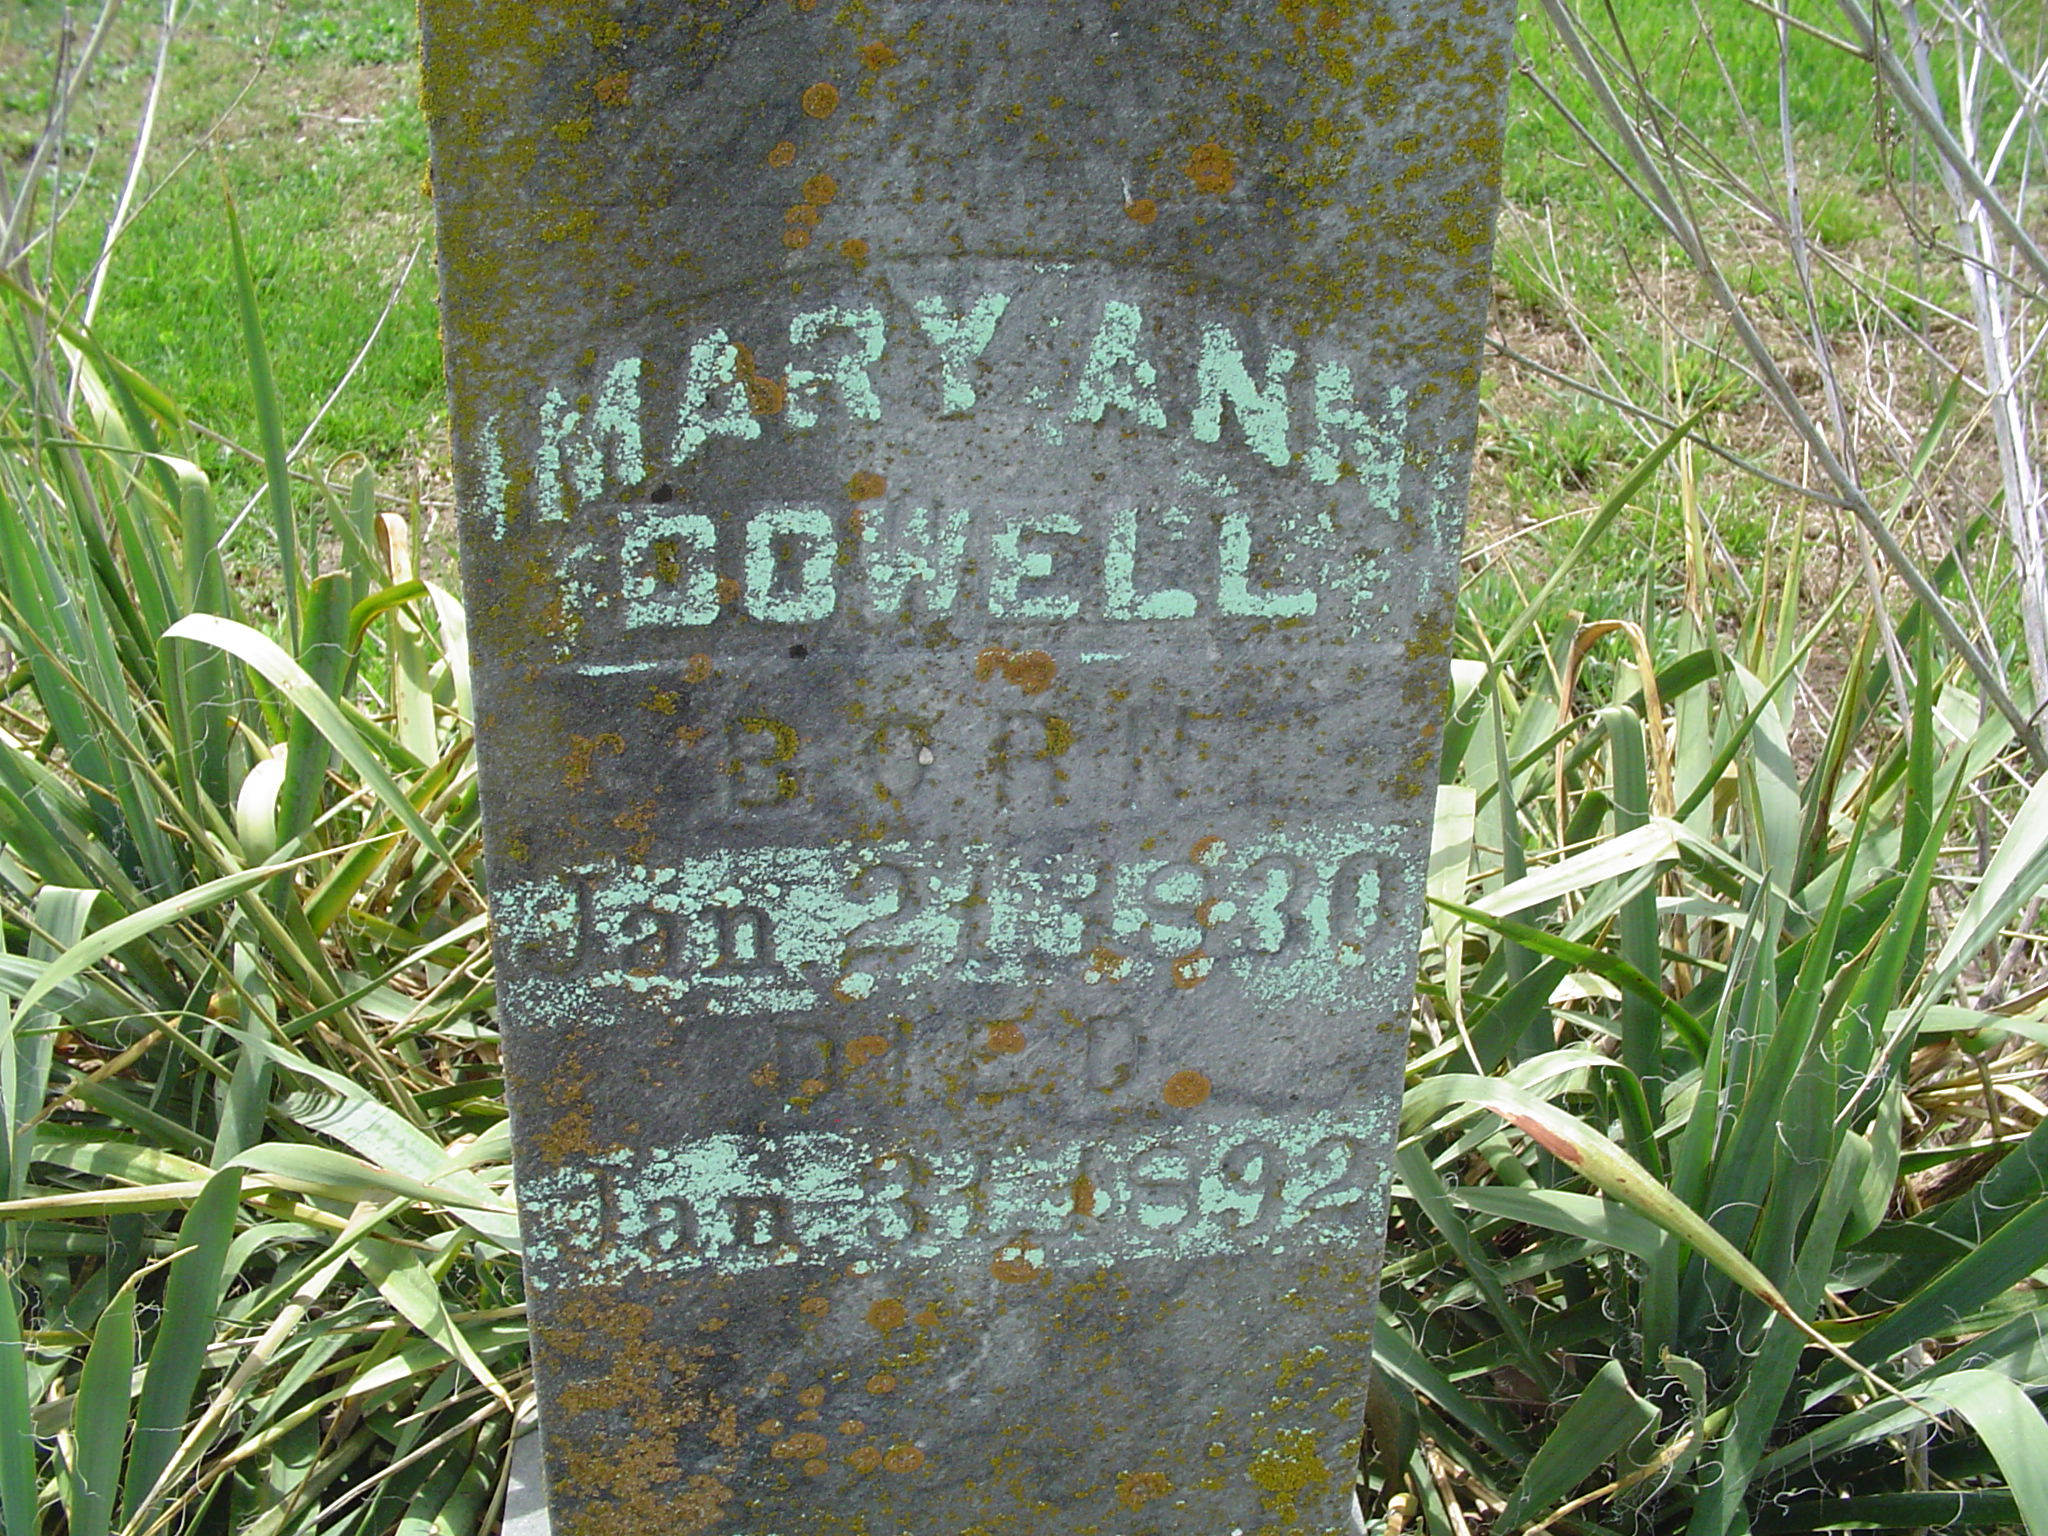 MARY ANN
DOWELL
BORN
Jan 21, 1830
DIED
Jan 31, 1892